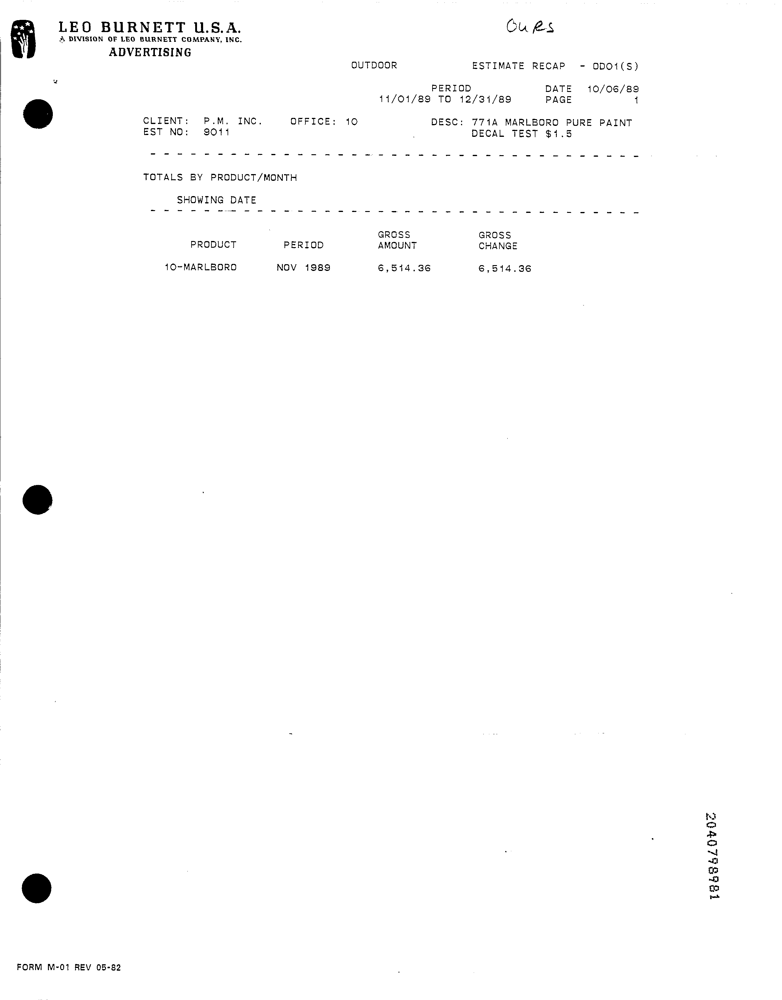 LEO BURNETT U.S.A.
A DIVISION OF LEO BURNETT COMPANY, INC.
ADVERTISING
OURS
OUTDOOR ESTIMATE RECAP - ODO1(S)
PERIOD DATE 10/06/89
11/01/89 TO 12/31/89 PAGE 1
CLIENT: P.M. INC. OFFICE: 10 DESC: 771A MARLBORO PURE PAINT
EST NO: 9011 DECAL TEST $1.5
TOTALS BY PRODUCT/MONTH
SHOWING DATE
GROSS GROSS
PRODUCT PERIOD AMOUNT CHANGE
10-MARLBORO NOV 1989 6,514.36 6,514.36
2040798981
FORM M-01 REV 05-82